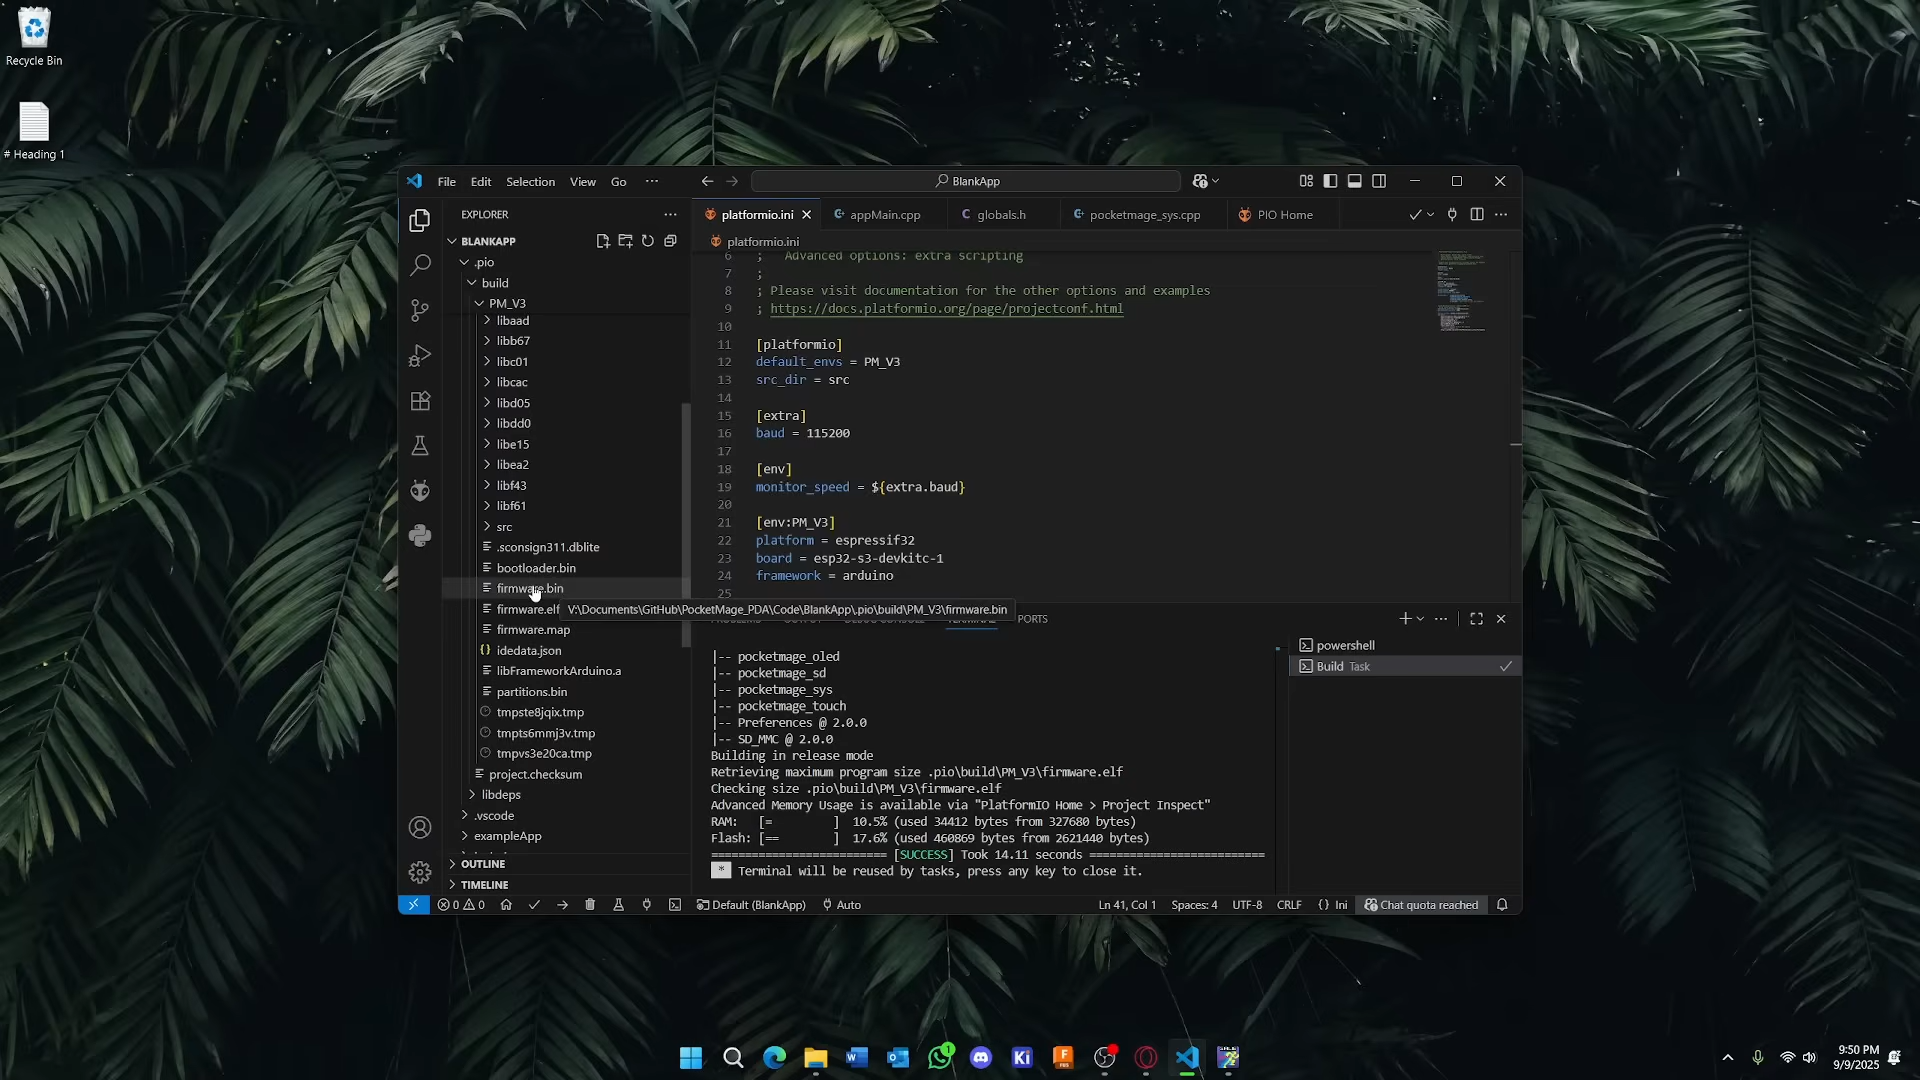 Recycle Bin
# Heading 1
File Edit Selection View Go ···
BlankApp
EXPLORER
BLANKAPP
.pio
build
PM_V3
libaad
libb67
libc01
libcac
libd05
libdd0
libe15
libea2
libf43
libf61
src
.sconsign311.dblite
bootloader.bin
firmware.bin
firmware.elf
firmware.map
idedata.json
libFrameworkArduino.a
partitions.bin
tmpste8jqix.tmp
tmpts6mmj3v.tmp
tmpvs3e20ca.tmp
project.checksum
libdeps
.vscode
exampleApp
OUTLINE
TIMELINE
platformio.ini appMain.cpp globals.h pocketmage_sys.cpp PIO Home
platformio.ini
6 ;   Advanced options: extra scripting
7 ;
8 ; Please visit documentation for the other options and examples
9 ; https://docs.platformio.org/page/projectconf.html
10
11 [platformio]
12 default_envs = PM_V3
13 src_dir = src
14
15 [extra]
16 baud = 115200
17
18 [env]
19 monitor_speed = ${extra.baud}
20
21 [env:PM_V3]
22 platform = espressif32
23 board = esp32-s3-devkitc-1
24 framework = arduino
25
V:\Documents\GitHub\PocketMage_PDA\Code\BlankApp\.pio\build\PM_V3\firmware.bin
TERMINAL PORTS
|-- pocketmage_oled
|-- pocketmage_sd
|-- pocketmage_sys
|-- pocketmage_touch
|-- Preferences @ 2.0.0
|-- SD_MMC @ 2.0.0
Building in release mode
Retrieving maximum program size .pio\build\PM_V3\firmware.elf
Checking size .pio\build\PM_V3\firmware.elf
Advanced Memory Usage is available via "PlatformIO Home > Project Inspect"
RAM:   [=         ]  10.5% (used 34412 bytes from 327680 bytes)
Flash: [==        ]  17.6% (used 460869 bytes from 2621440 bytes)
========================== [SUCCESS] Took 14.11 seconds ==========================
* Terminal will be reused by tasks, press any key to close it.
powershell
Build Task
0 0 Default (BlankApp) Auto Ln 41, Col 1 Spaces: 4 UTF-8 CRLF {} Ini Chat quota reached
Ki
1
9:50 PM
9/9/2025